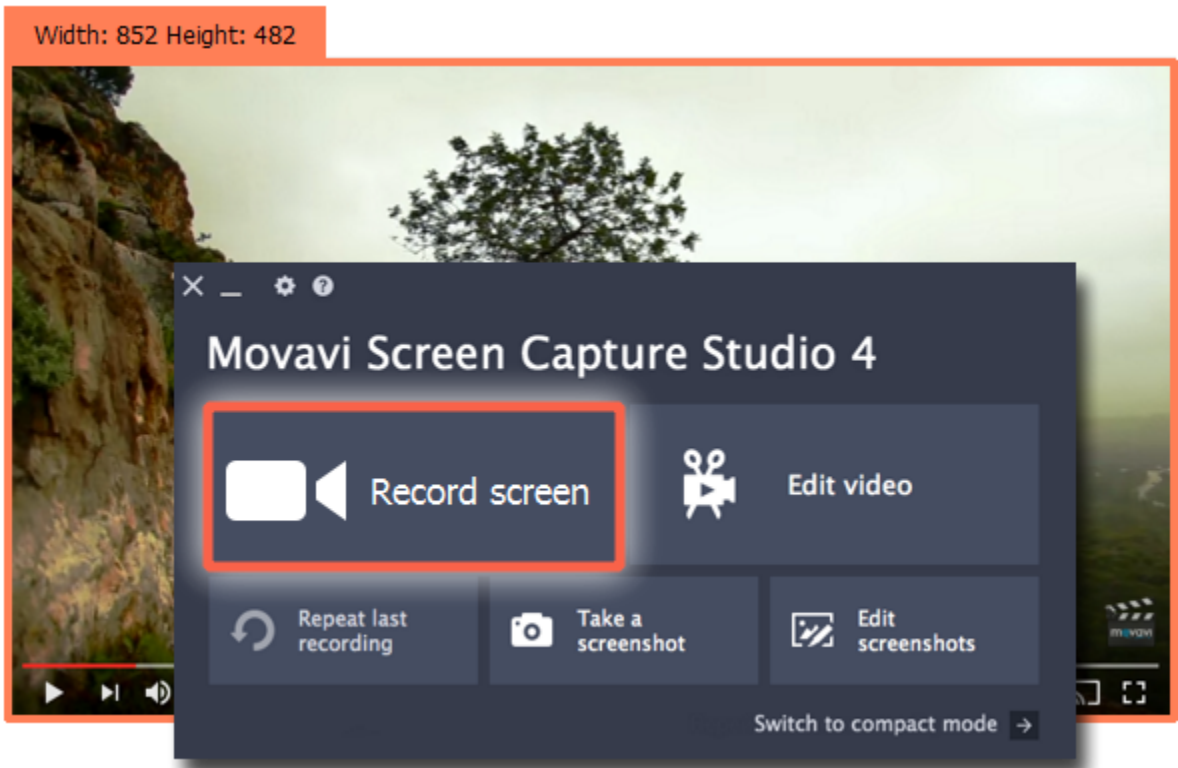 Width: 852 Height: 482
Movavi Screen Capture Studio 4
Record screen
Edit video
Repeat last
recording
Take a
screenshot
Edit
screenshots
movavi
Switch to compact mode